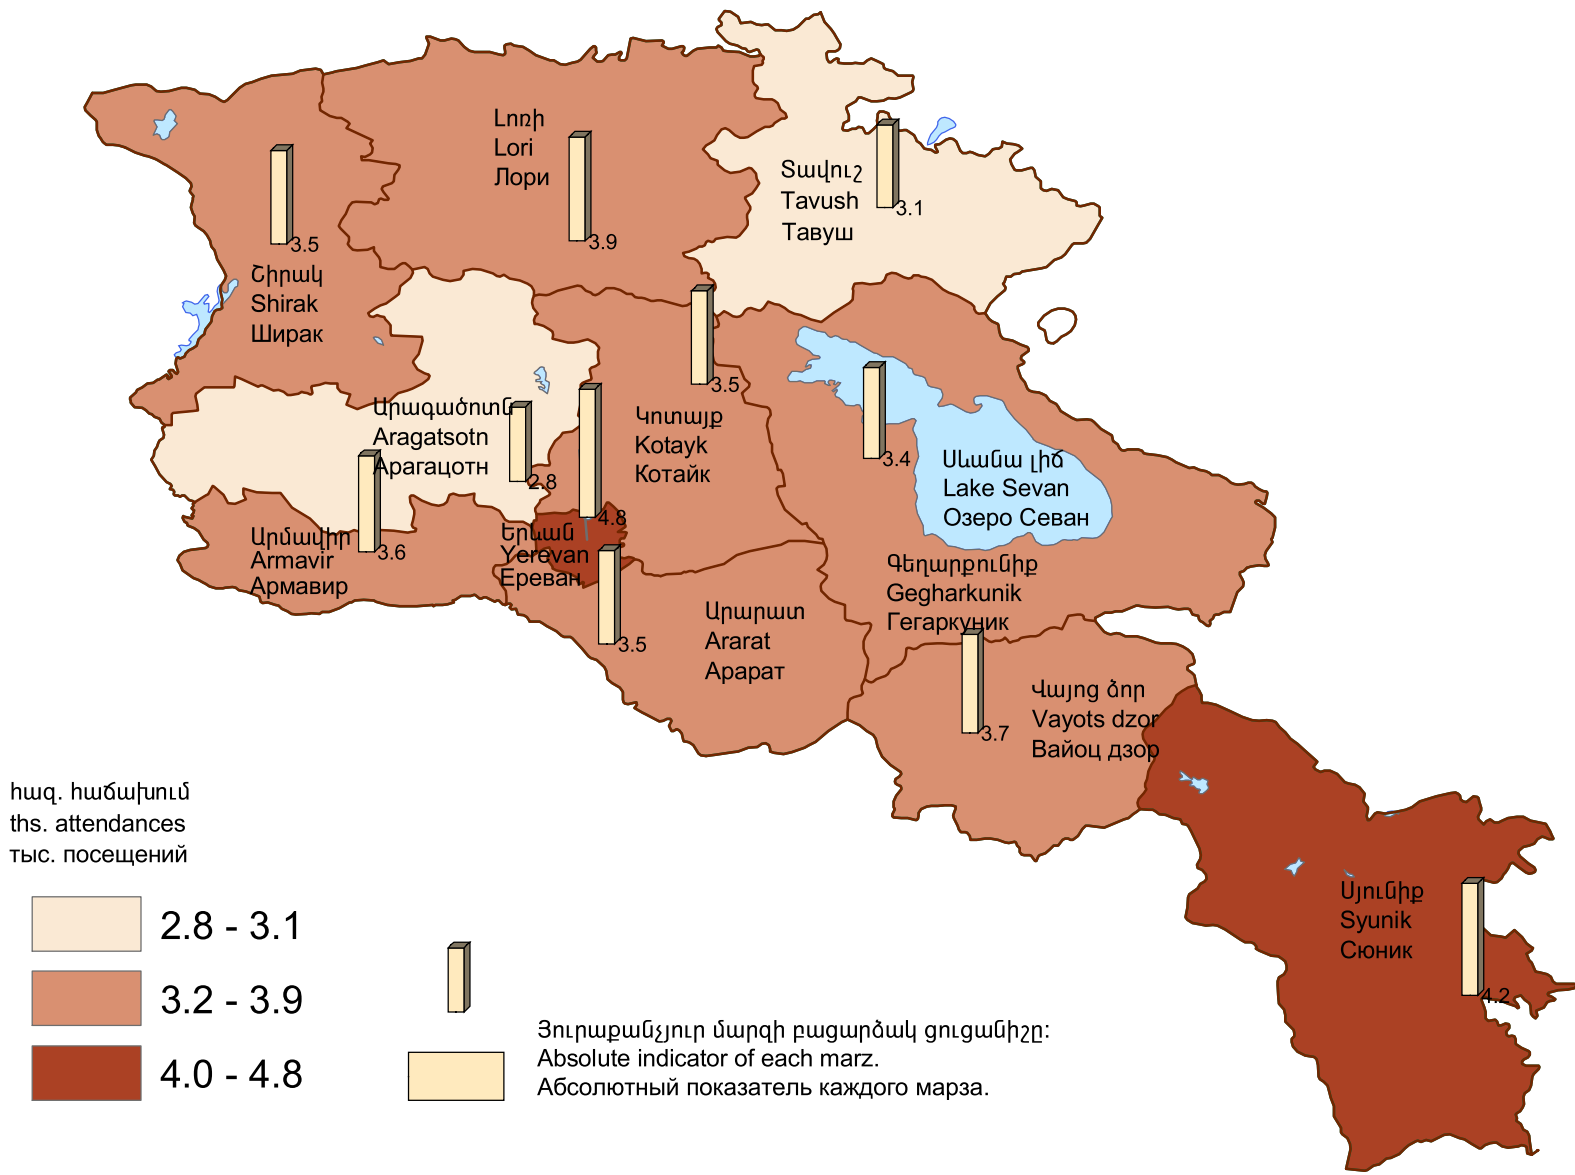 Լոռի
Lori
Лори
3.9
Տավուշ
Tavush
Тавуш
3.1
3.5
Շիրակ
Shirak
Ширак
3.5
Կոտայք
Kotayk
Котайк
Արագածոտն
Aragatsotn
Арагацотн
2.8
3.4
Սևանա լիճ
Lake Sevan
Озеро Севан
Արմավիր
Armavir
Армавир
3.6
4.8
Երևան
Yerevan
Ереван
3.5
Արարատ
Ararat
Арарат
Գեղարքունիք
Gegharkunik
Гегаркуник
3.7
Վայոց ձոր
Vayots dzor
Вайоц дзор
Սյունիք
Syunik
Сюник
4.2
հազ. հաճախում
ths. attendances
тыс. посещений
2.8 - 3.1
3.2 - 3.9
4.0 - 4.8
Յուրաքանչյուր մարզի բացարձակ ցուցանիշը:
Absolute indicator of each marz.
Абсолютный показатель каждого марза.